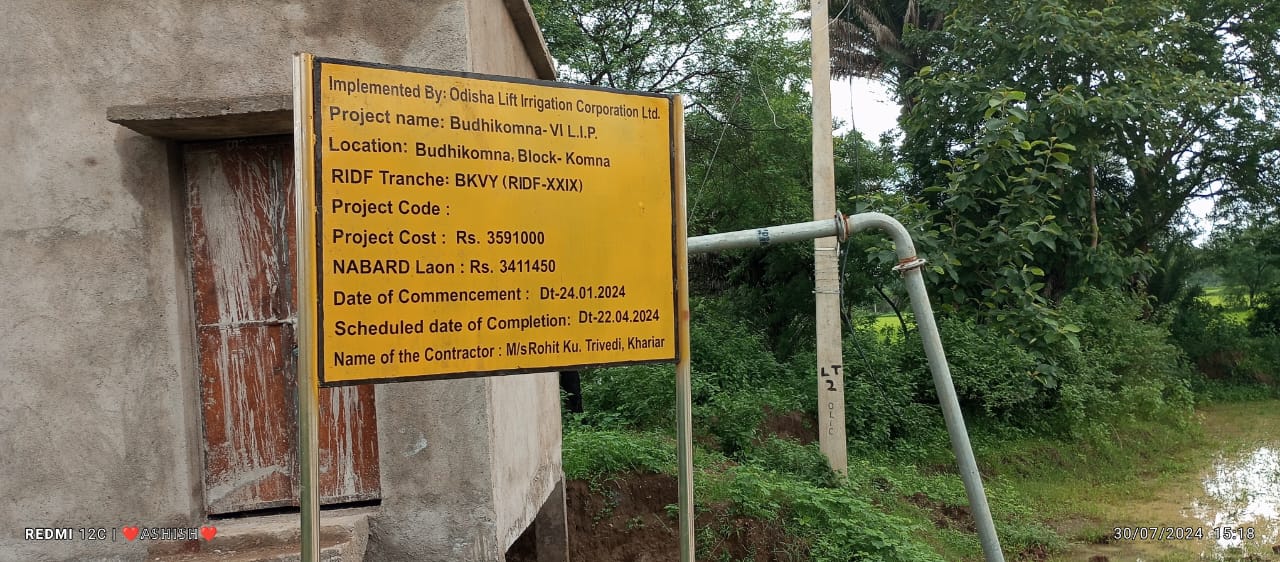 Implemented By: Odisha Lift Irrigation Corporation Ltd.
Project name: Budhikomna- VI L.I.P.
Location: Budhikomna, Block- Komna
RIDF Tranche: BKVY (RIDF-XXIX)
Project Code :
Project Cost : Rs. 3591000
NABARD Laon : Rs. 3411450
Date of Commencement : Dt-24.01.2024
Scheduled date of Completion: Dt-22.04.2024
Name of the Contractor : M/sRohit Ku. Trivedi, Khariar
LT
2
OLIC
REDMI 12C | ❤️ASHISH❤️
30/07/2024 15:18